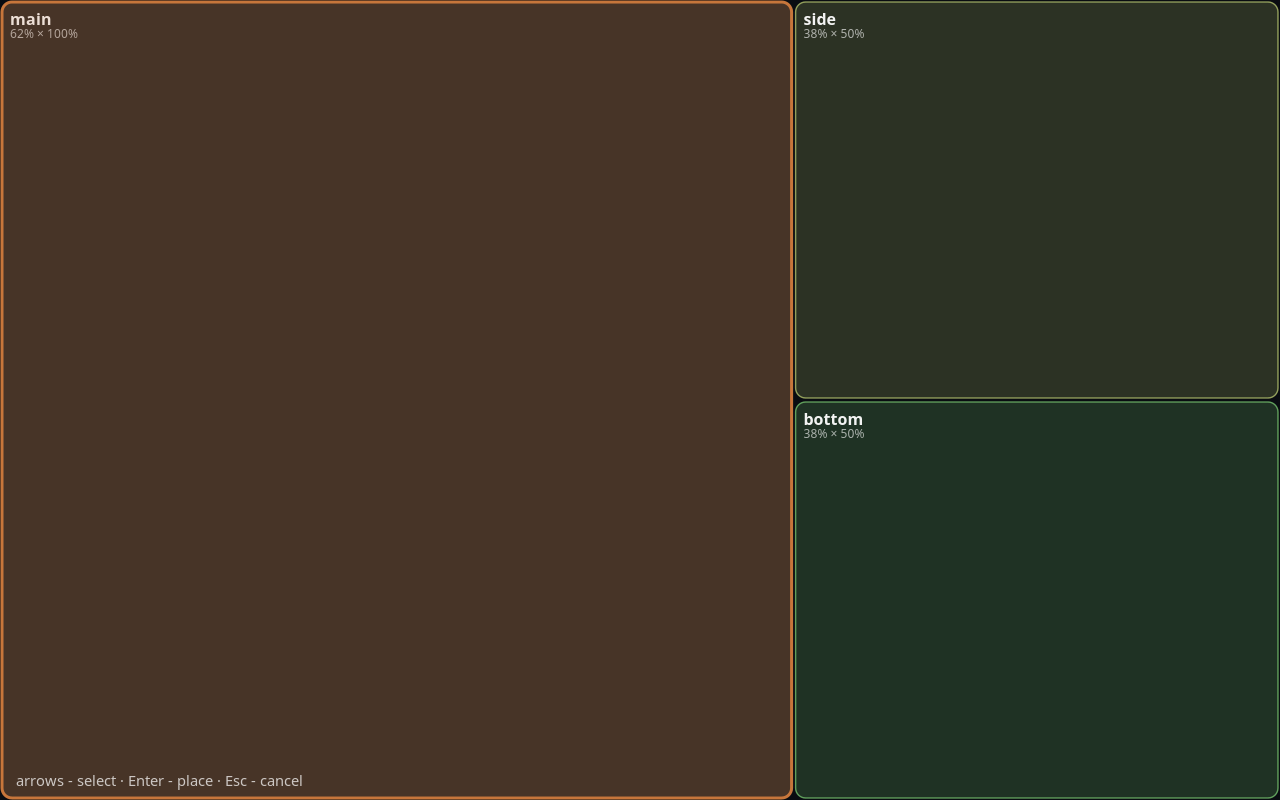 main
62% × 100%
side
38% × 50%
bottom
38% × 50%
arrows - select · Enter - place · Esc - cancel